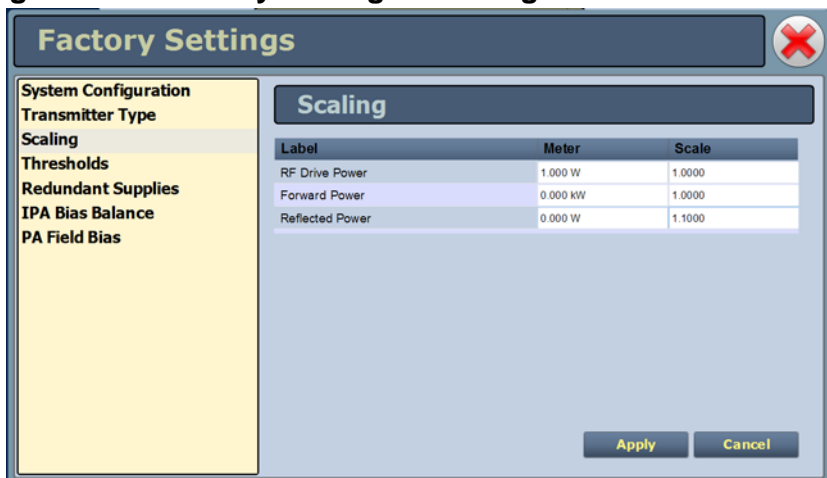 Factory Settings
System Configuration
Transmitter Type
Scaling
Thresholds
Redundant Supplies
IPA Bias Balance
PA Field Bias
Scaling
Label Meter Scale
RF Drive Power 1.000 W 1.0000
Forward Power 0.000 kW 1.0000
Reflected Power 0.000 W 1.1000
Apply Cancel